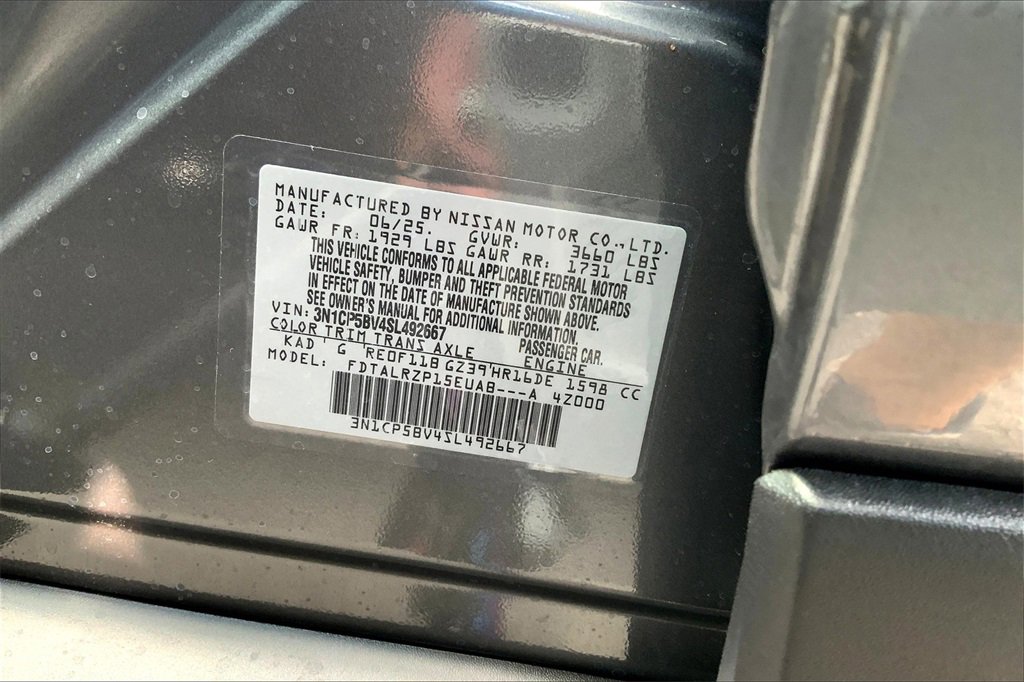 MANUFACTURED BY NISSAN MOTOR CO., LTD.
DATE: 06/25. GVWR: 3660 LBS
GAWR FR: 1929 LBS GAWR RR: 1731 LBS
THIS VEHICLE CONFORMS TO ALL APPLICABLE FEDERAL MOTOR
VEHICLE SAFETY, BUMPER AND THEFT PREVENTION STANDARDS
IN EFFECT ON THE DATE OF MANUFACTURE SHOWN ABOVE.
SEE OWNER'S MANUAL FOR ADDITIONAL INFORMATION.
VIN: 3N1CP5BV4SL492667 PASSENGER CAR.
COLOR TRIM TRANS AXLE ENGINE
KAD ' G 'RE0F11B GZ39'HR16DE 1598 CC
MODEL: FDTALRZP15EUA8---A 4Z000
3N1CP5BV4SL492667